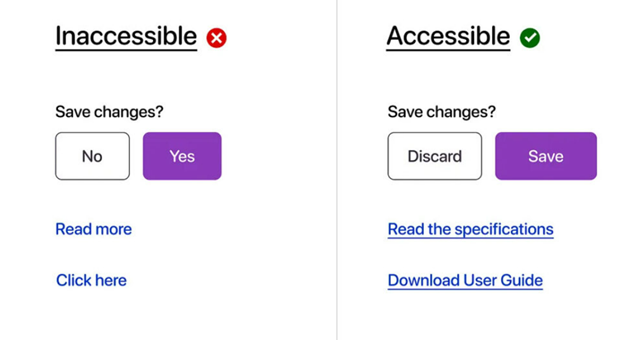 Inaccessible
Save changes?
No
Yes
Read more
Click here
Accessible
Save changes?
Discard
Save
Read the specifications
Download User Guide